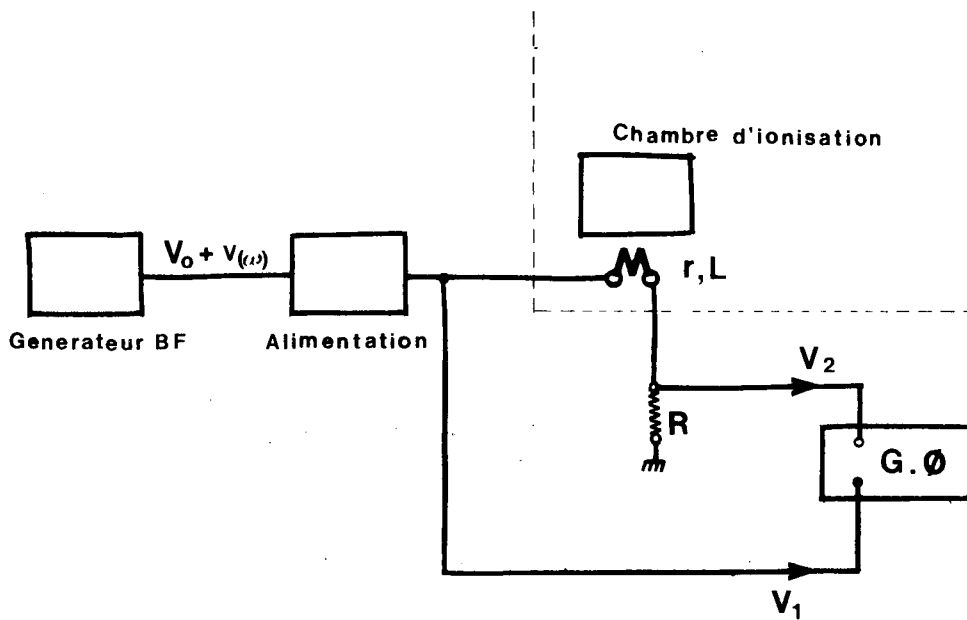 Chambre d'ionisation
V₀ + V(ω)
r, L
Generateur BF
Alimentation
V₂
R
G.Ø
V₁